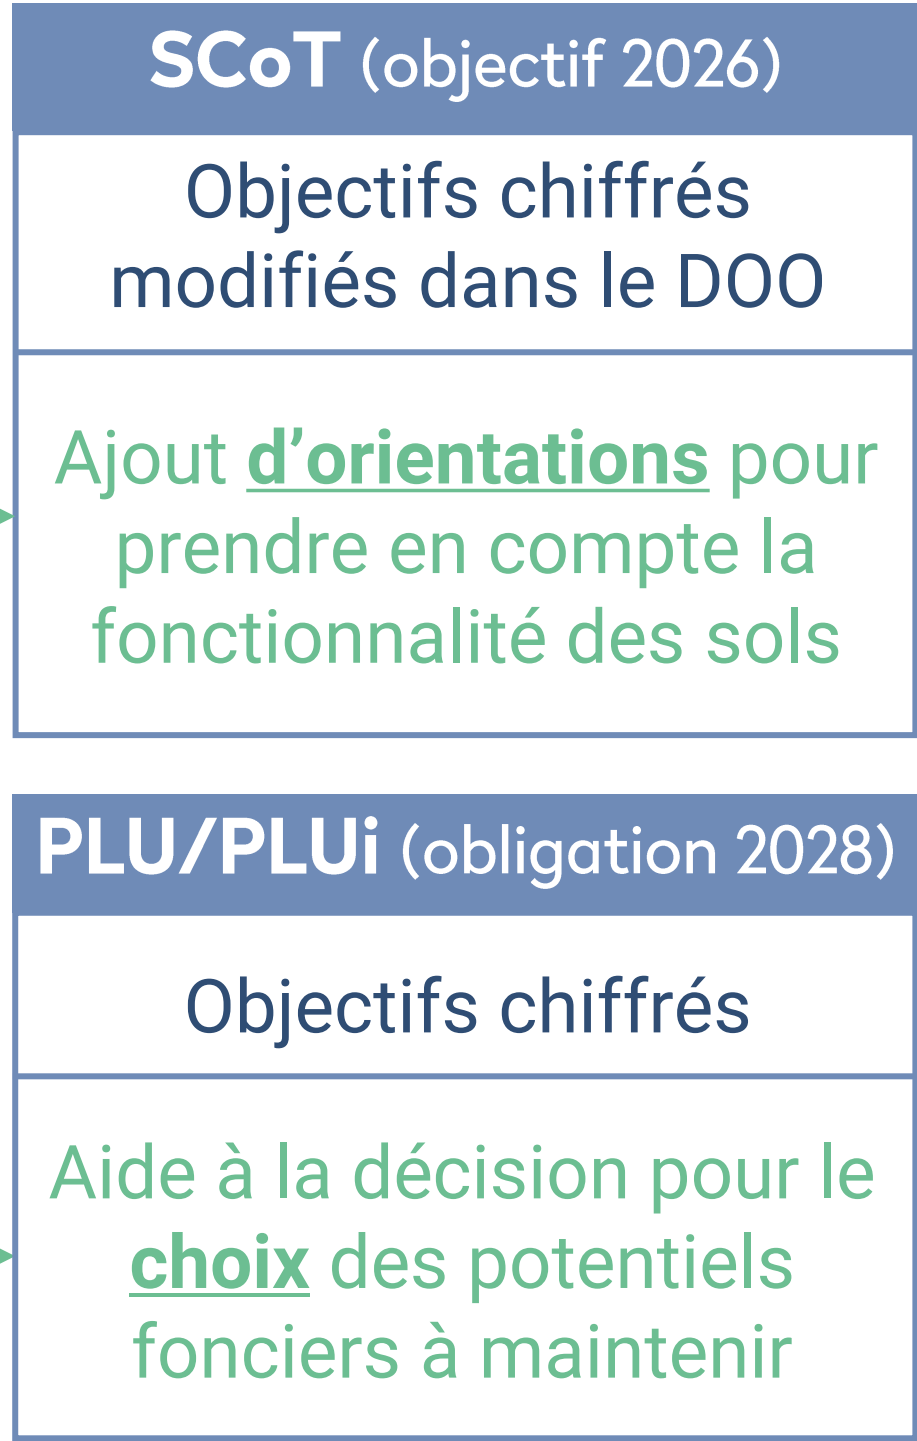 SCoT (objectif 2026)
Objectifs chiffrés
modifiés dans le DOO
Ajout d’orientations pour
prendre en compte la
fonctionnalité des sols
PLU/PLUi (obligation 2028)
Objectifs chiffrés
Aide à la décision pour le
choix des potentiels
fonciers à maintenir